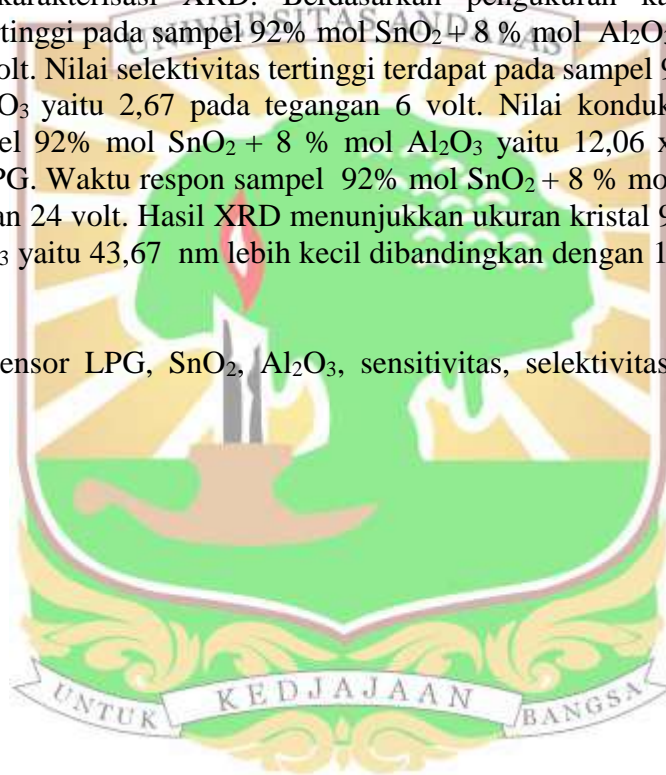 karakterisasi XRD. Berdasarkan pengukuran
tinggi pada sampel 92% mol SnO₂ + 8 % mol Al₂O₃
volt. Nilai selektivitas tertinggi terdapat pada sampel 9
O₃ yaitu 2,67 pada tegangan 6 volt. Nilai konduk
el 92% mol SnO₂ + 8 % mol Al₂O₃ yaitu 12,06 x
PG. Waktu respon sampel 92% mol SnO₂ + 8 % mol
an 24 volt. Hasil XRD menunjukkan ukuran kristal 9
₃ yaitu 43,67 nm lebih kecil dibandingkan dengan 1
ensor LPG, SnO₂, Al₂O₃, sensitivitas, selektivitas
UNIVERSITAS ANDALAS
UNTUK KEDJAJAAN BANGSA